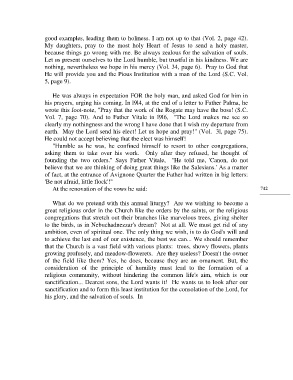 good examples, leading them to holiness. I am not up to that (Vol. 2, page 42).
My daughters, pray to the most holy Heart of Jesus to send a holy master,
because things go wrong with me. Be always zealous for the salvation of souls.
Let us present ourselves to the Lord humble, but trustful in his kindness. We are
nothing, nevertheless we hope in his mercy (Vol. 34, page 6). Pray to God that
He will provide you and the Pious Institution with a man of the Lord (S.C. Vol.
5, page 9).
He was always in expectation FOR the holy man, and asked God for him in
his prayers, urging his coming. In 1914, at the end of a letter to Father Palma, he
wrote this foot-note, "Pray that the work of the Rogate may have the boss! (S.C.
Vol. 7, page 70). And to Father Vitale in 1916, "The Lord makes me see so
clearly my nothingness and the wrong I have done that I wish my departure from
earth. May the Lord send his elect! Let us hope and pray!" (Vol. 31, page 75).
He could not accept believing that the elect was himself!
"Humble as he was, he confined himself to resort to other congregations,
asking them to take over his work. Only after they refused, he thought of
founding the two orders." Says Father Vitale, "He told me, 'Canon, do not
believe that we are thinking of doing great things like the Salesians.' As a matter
of fact, at the entrance of Avignone Quarter the Father had written in big letters:
'Be not afraid, little flock!'"
At the renovation of the vows he said:
742
What do we pretend with this annual liturgy? Are we wishing to become a
great religious order in the Church like the orders by the saints, or the religious
congregations that stretch out their branches like marvelous trees, giving shelter
to the birds, as in Nebuchadnezzar's dream? Not at all. We must get rid of any
ambition, even of spiritual one. The only thing we wish, is to do God's will and
to achieve the last end of our existence, the best we can... We should remember
that the Church is a vast field with various plants: trees, showy flowers, plants
growing profusely, and meadow-flowerets. Are they useless? Doesn't the owner
of the field like them? Yes, he does, because they are an ornament. But, the
consideration of the principle of humility must lead to the formation of a
religious community, without hindering the common life's aim, which is our
sanctification... Dearest sons, the Lord wants it! He wants us to look after our
sanctification and to form this least institution for the consolation of the Lord, for
his glory, and the salvation of souls. In